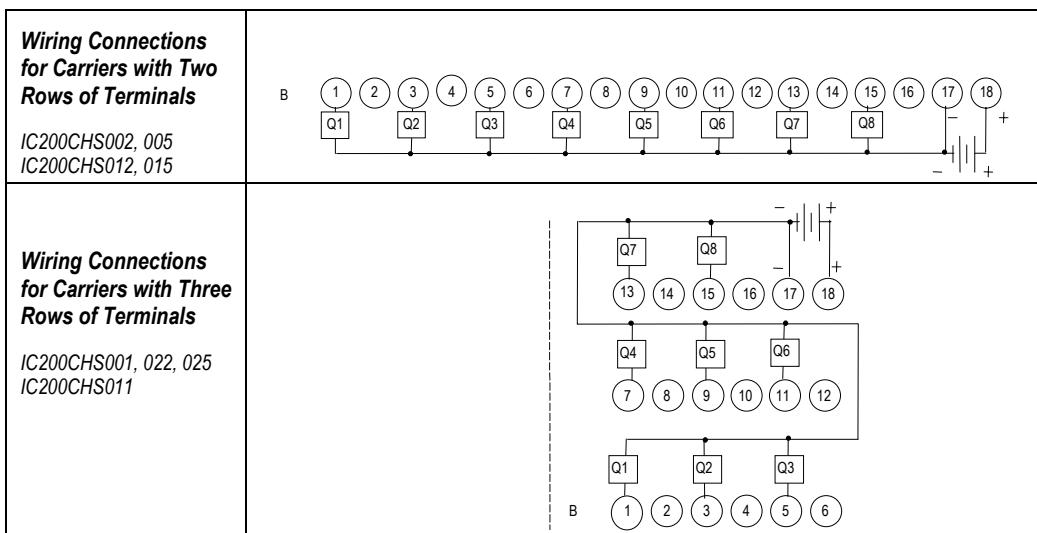 Wiring Connections
for Carriers with Two
Rows of Terminals
IC200CHS002, 005
IC200CHS012, 015
B 1 2 3 4 5 6 7 8 9 10 11 12 13 14 15 16 17 18
Q1 Q2 Q3 Q4 Q5 Q6 Q7 Q8 – +
– +
Wiring Connections
for Carriers with Three
Rows of Terminals
IC200CHS001, 022, 025
IC200CHS011
– +
Q7 Q8
– +
13 14 15 16 17 18
Q4 Q5 Q6
7 8 9 10 11 12
Q1 Q2 Q3
B 1 2 3 4 5 6